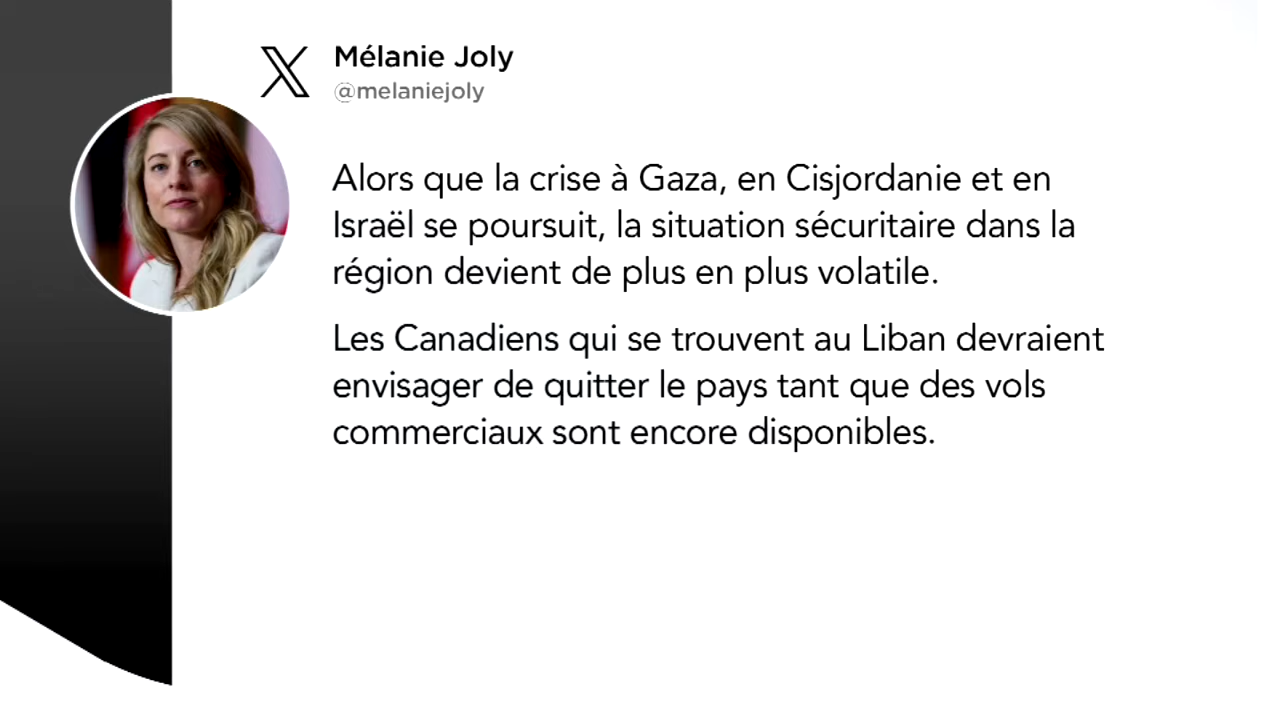 Mélanie Joly
@melaniejoly
Alors que la crise à Gaza, en Cisjordanie et en
Israël se poursuit, la situation sécuritaire dans la
région devient de plus en plus volatile.
Les Canadiens qui se trouvent au Liban devraient
envisager de quitter le pays tant que des vols
commerciaux sont encore disponibles.